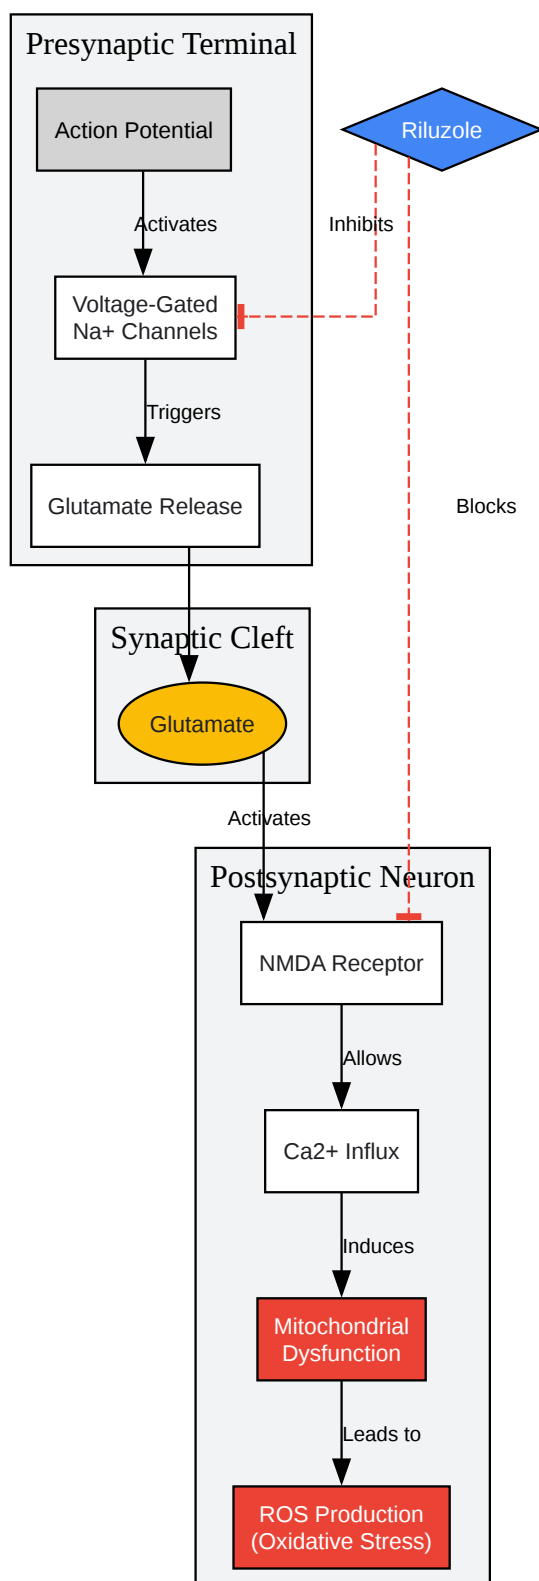 Presynaptic Terminal
Action Potential
Riluzole
Activates
Inhibits
Voltage-Gated
Na+ Channels
Triggers
Glutamate Release
Blocks
Synaptic Cleft
Glutamate
Activates
Postsynaptic Neuron
NMDA Receptor
Allows
Ca2+ Influx
Induces
Mitochondrial
Dysfunction
Leads to
ROS Production
(Oxidative Stress)